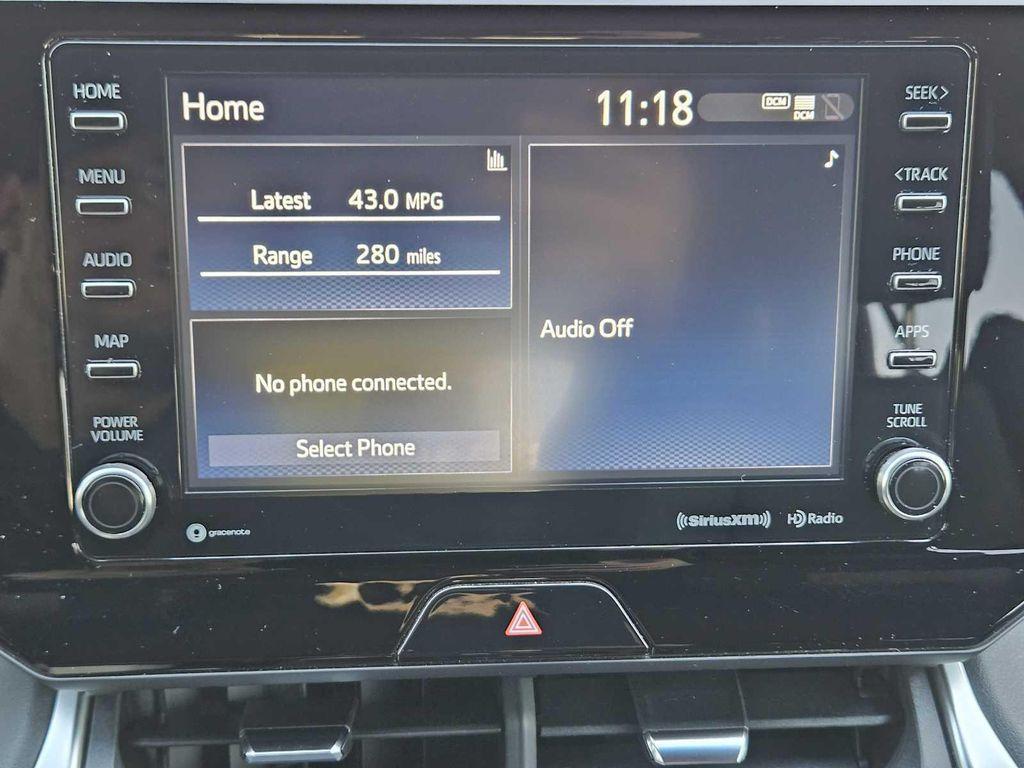 HOME
MENU
AUDIO
MAP
POWER
VOLUME
Home
11:18
DCM
DCM
Latest 43.0 MPG
Range 280 miles
No phone connected.
Select Phone
Audio Off
SEEK>
<TRACK
PHONE
APPS
TUNE
SCROLL
gracenote
((SiriusXM))
HD Radio